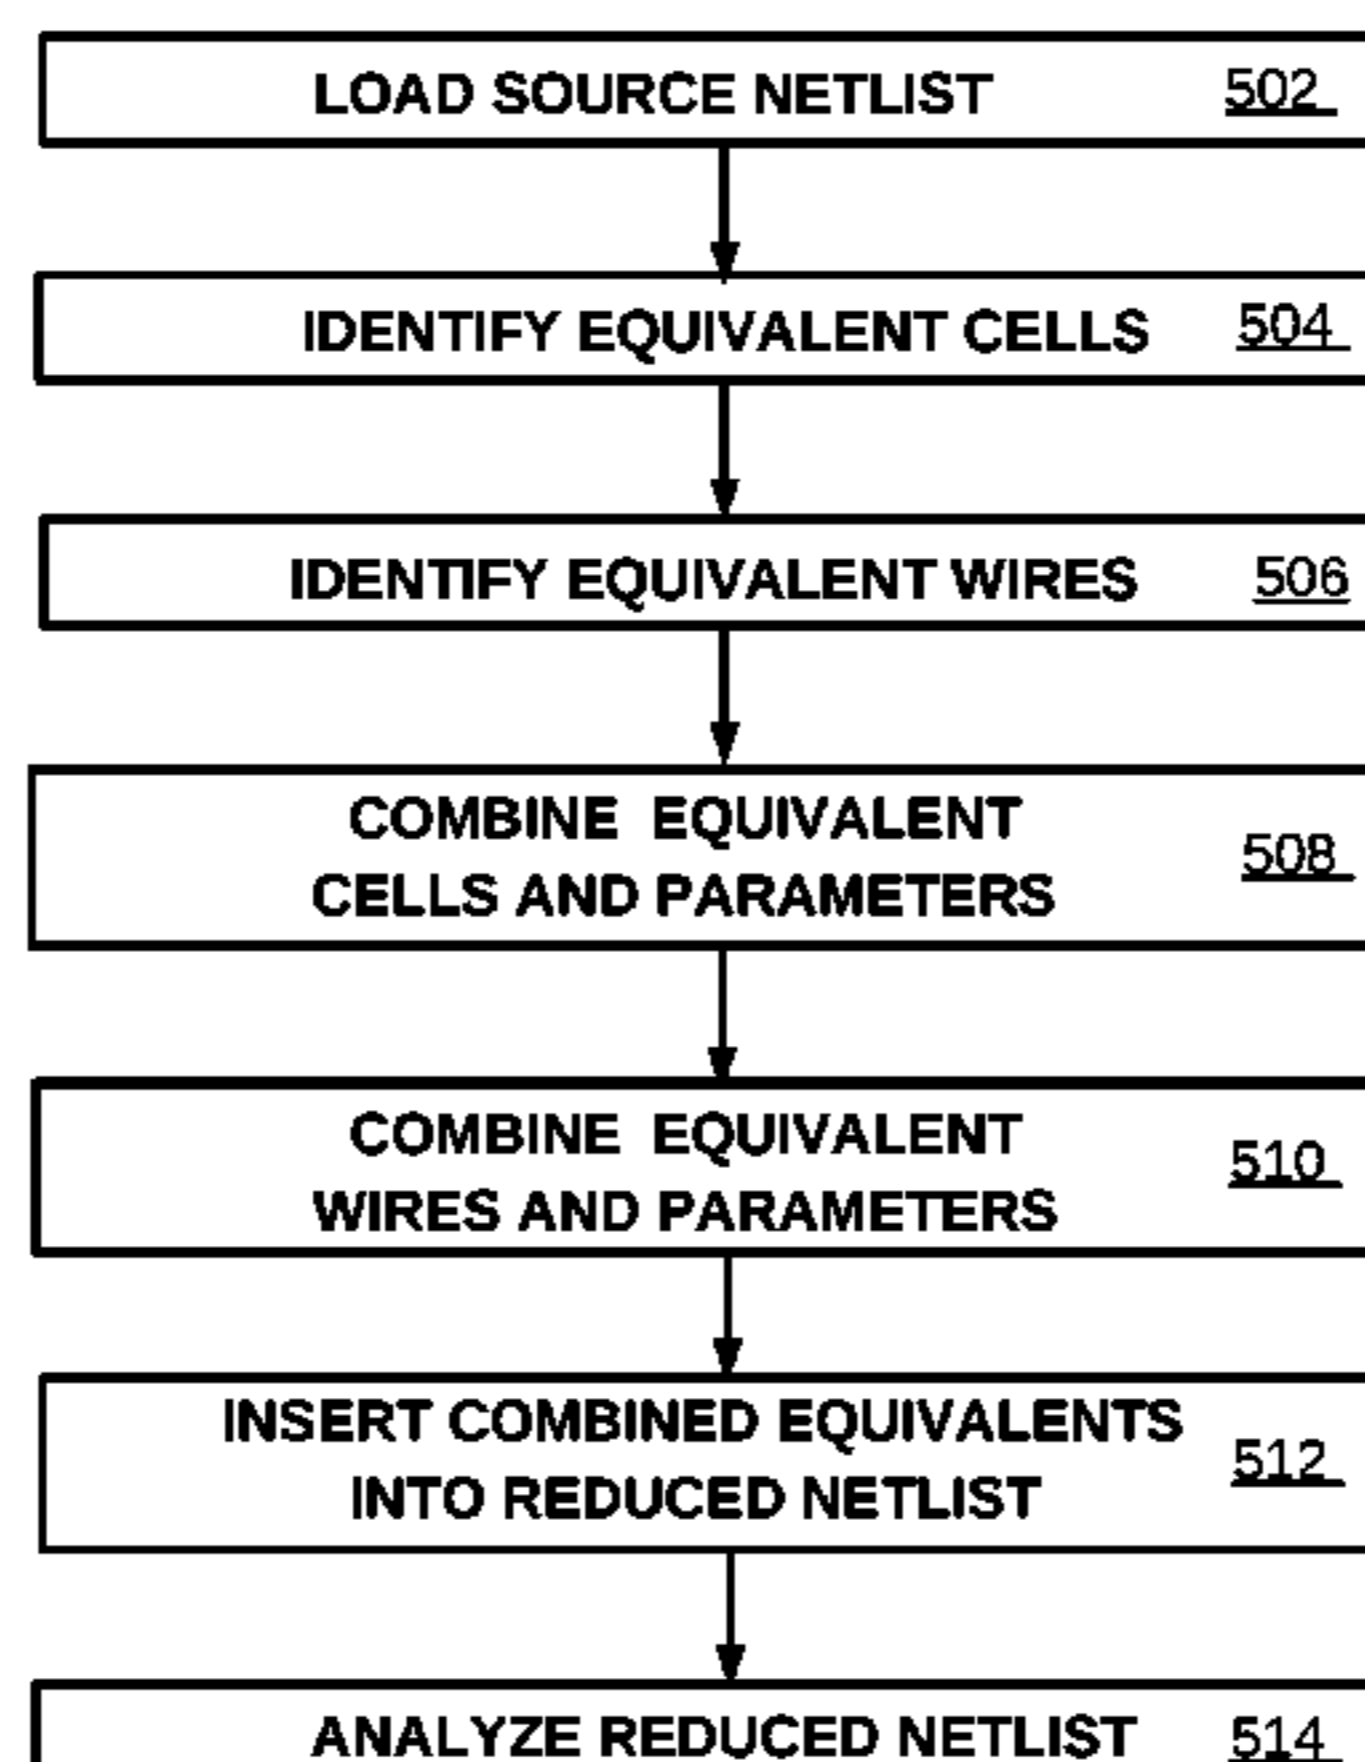 LOAD SOURCE NETLIST 502
IDENTIFY EQUIVALENT CELLS 504
IDENTIFY EQUIVALENT WIRES 506
COMBINE EQUIVALENT
CELLS AND PARAMETERS
508
COMBINE EQUIVALENT
WIRES AND PARAMETERS
510
INSERT COMBINED EQUIVALENTS
INTO REDUCED NETLIST
512
ANALYZE REDUCED NETLIST 514